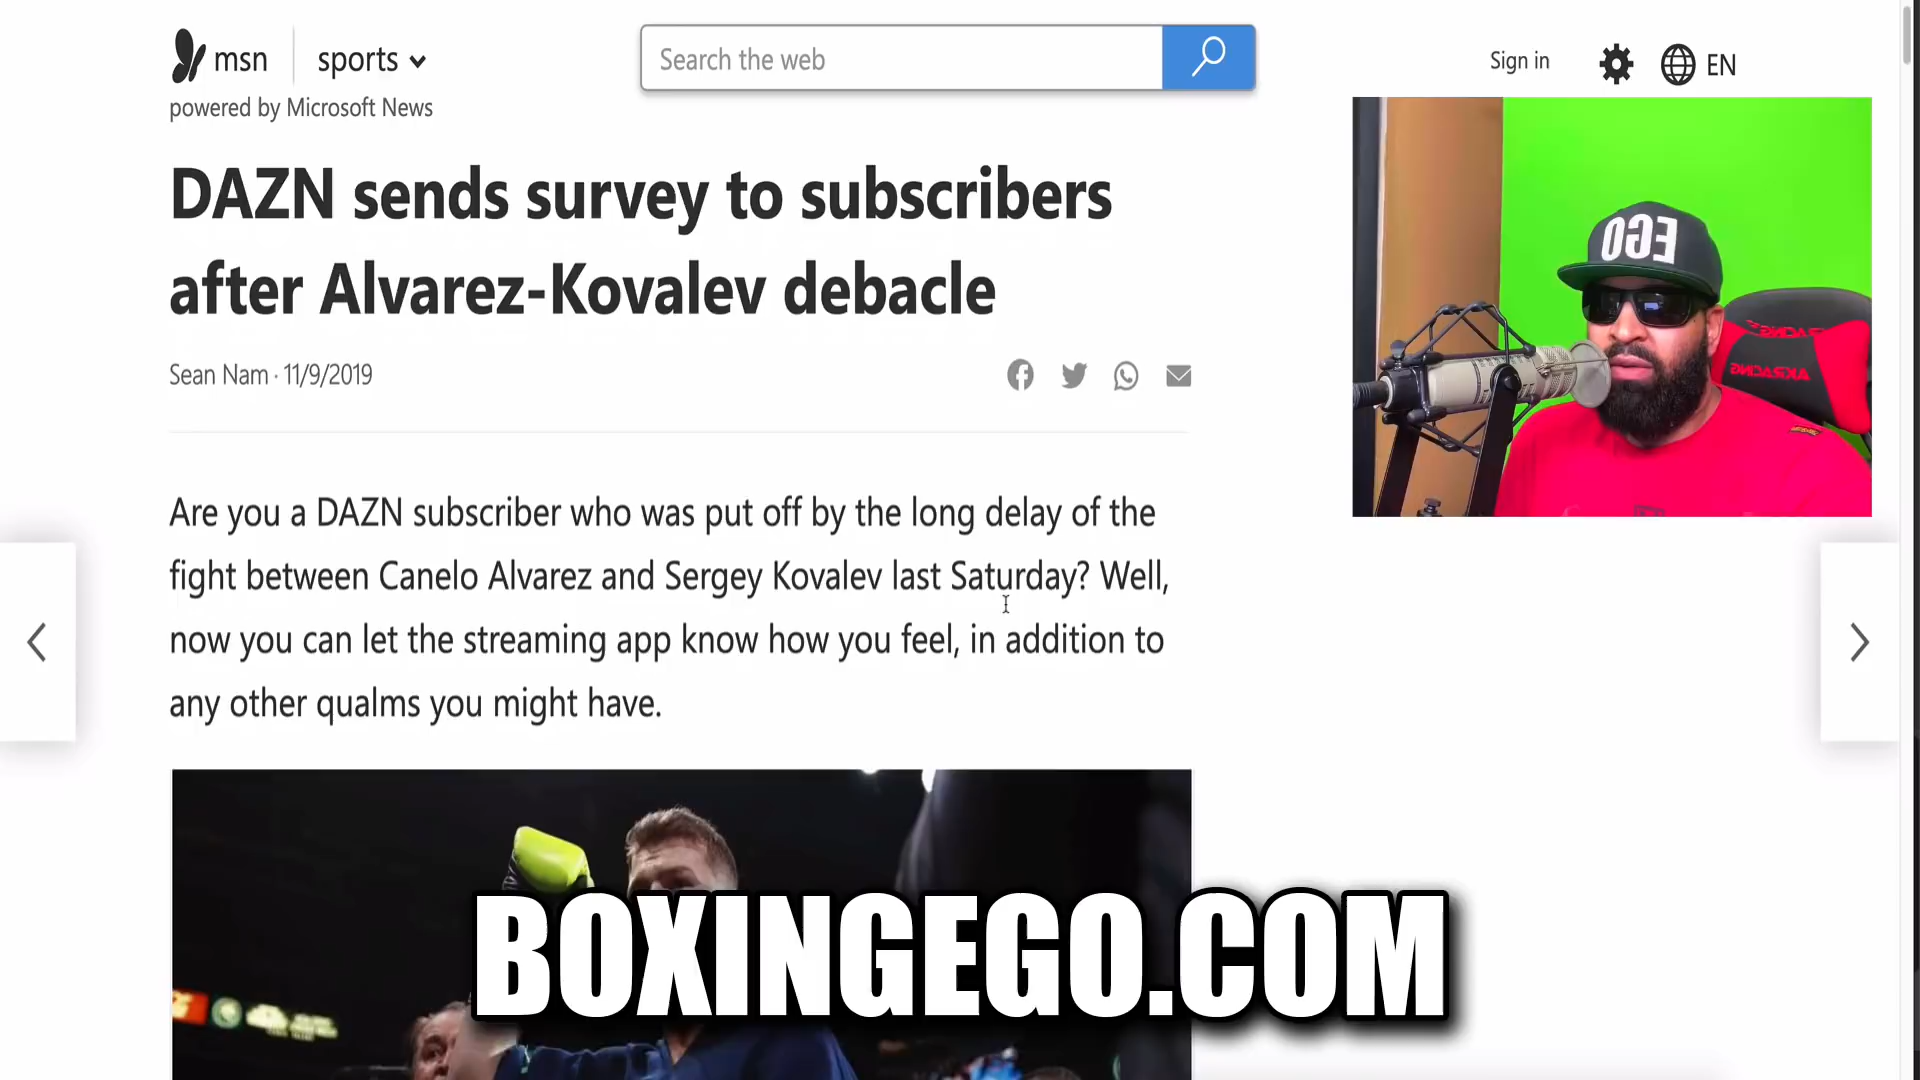 msn
sports
Search the web
Sign in
EN
powered by Microsoft News
DAZN sends survey to subscribers
after Alvarez-Kovalev debacle
Sean Nam · 11/9/2019
EGO
AKRACING
Are you a DAZN subscriber who was put off by the long delay of the
fight between Canelo Alvarez and Sergey Kovalev last Saturday? Well,
now you can let the streaming app know how you feel, in addition to
any other qualms you might have.
BOXINGEGO.COM